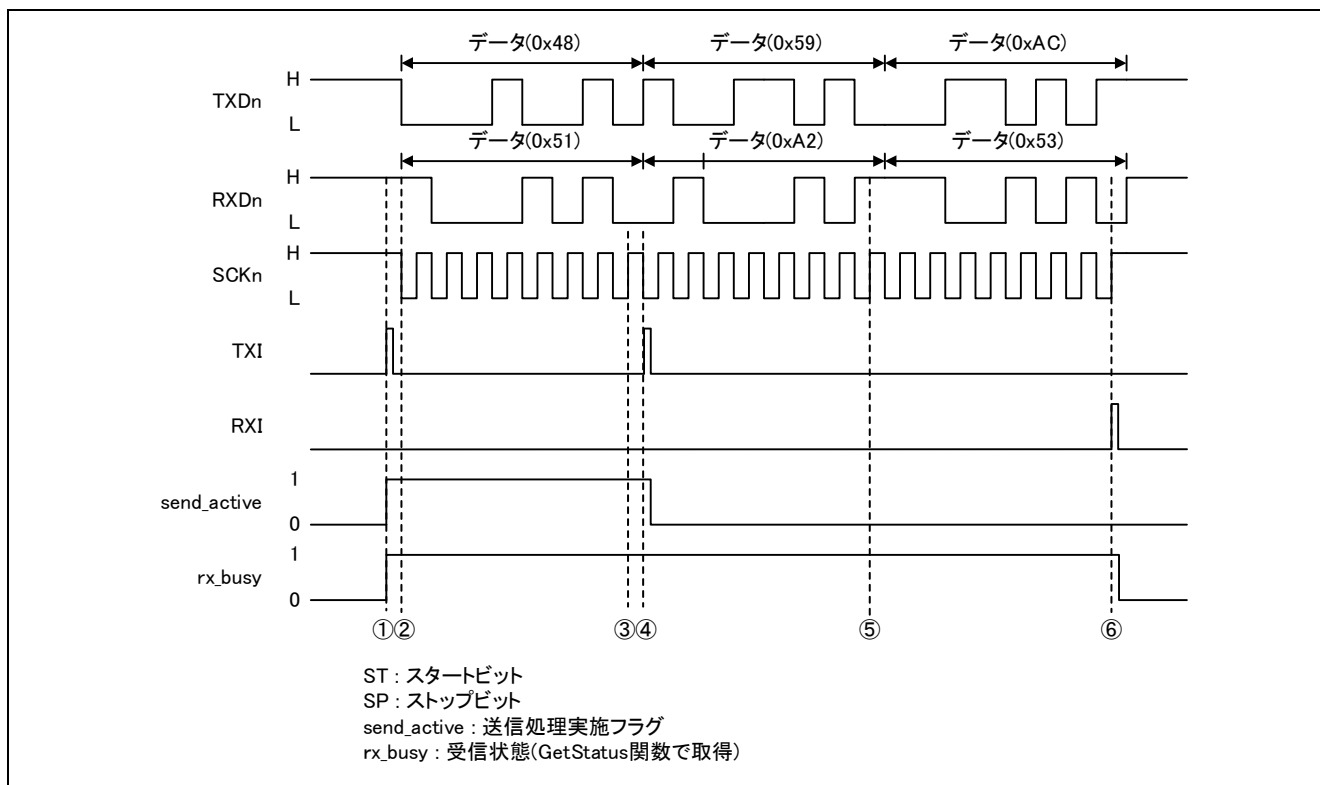 データ(0x48) データ(0x59) データ(0xAC)
H
TXDn
L
データ(0x51) データ(0xA2) データ(0x53)
H
RXDn
L
H
SCKn
L
TXI
RXI
1
send_active
0
1
rx_busy
0
①② ③④ ⑤ ⑥
ST : スタートビット
SP : ストップビット
send_active : 送信処理実施フラグ
rx_busy : 受信状態(GetStatus関数で取得)